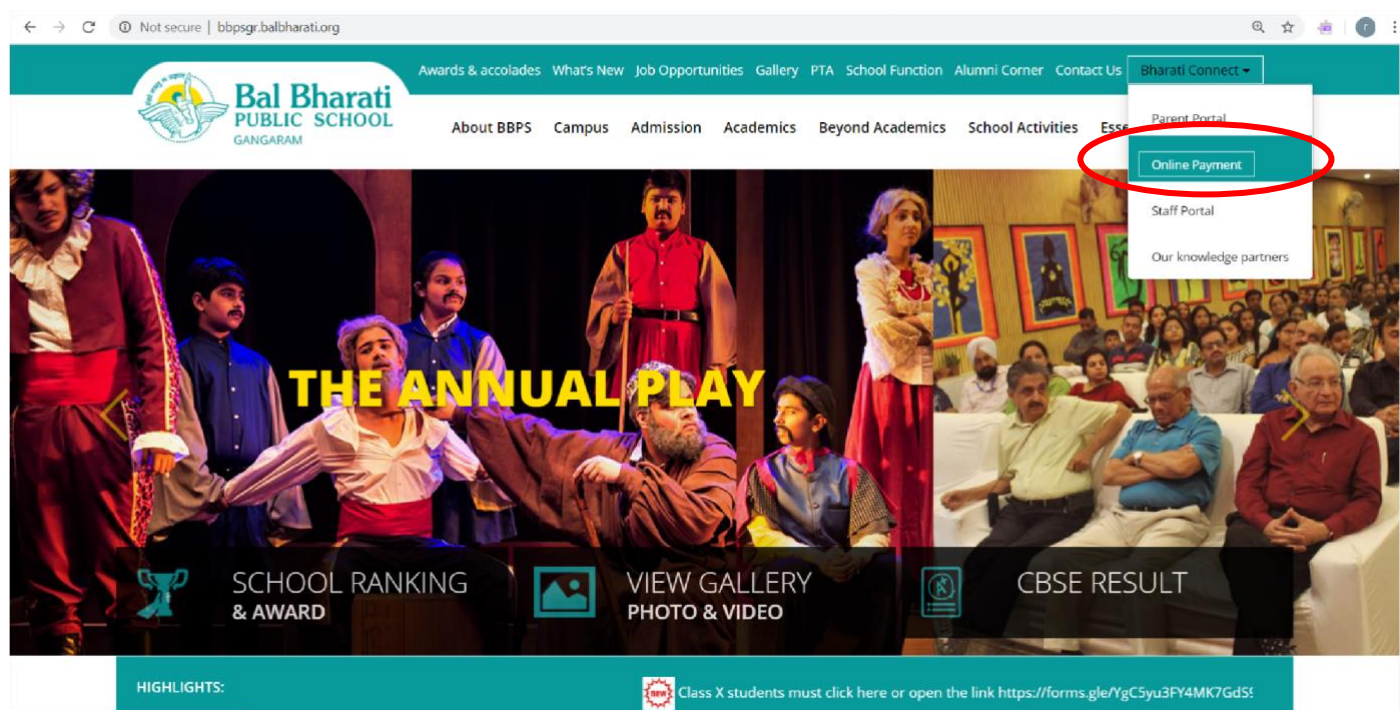 Not secure | bbpsgr.balbharati.org
Awards & accolades What's New Job Opportunities Gallery PTA School Function Alumni Corner Contact Us Bharati Connect
Bal Bharati
PUBLIC SCHOOL
GANGARAM
About BBPS Campus Admission Academics Beyond Academics School Activities Esse
Parent Portal
Online Payment
Staff Portal
Our knowledge partners
THE ANNUAL PLAY
SCHOOL RANKING
& AWARD
VIEW GALLERY
PHOTO & VIDEO
CBSE RESULT
HIGHLIGHTS:
new Class X students must click here or open the link https://forms.gle/YgC5yu3FY4MK7GdS9